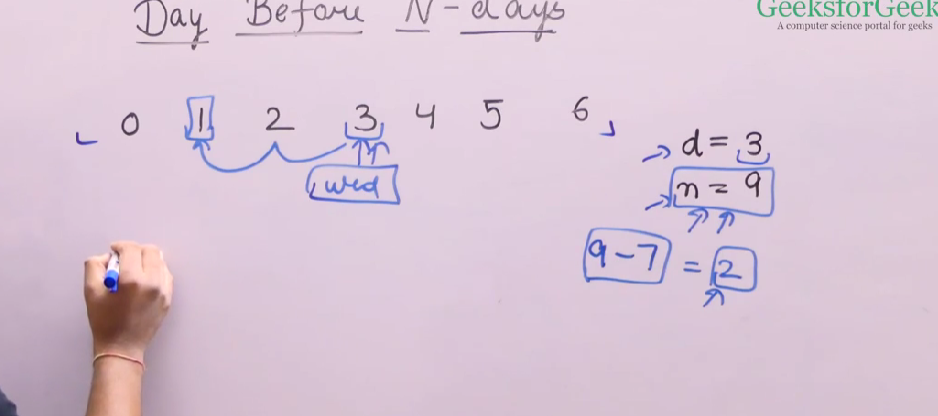 Day Before N-days
GeeksforGeek
A computer science portal for geeks
0 1 2 3 4 5 6
wed
d = 3
n = 9
9-7 = 2